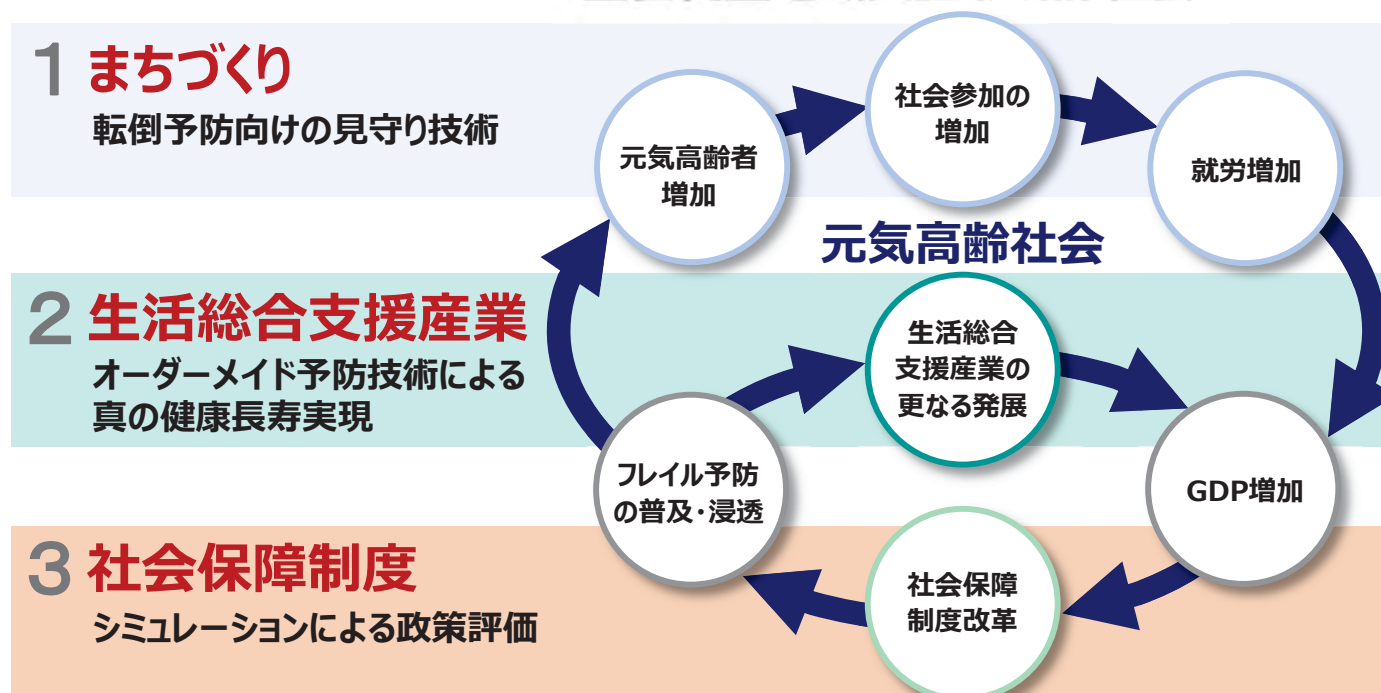 1 まちづくり
転倒予防向けの見守り技術
元気高齢者
増加
社会参加の
増加
就労増加
元気高齢社会
2 生活総合支援産業
オーダーメイド予防技術による
真の健康長寿実現
生活総合
支援産業の
更なる発展
フレイル予防
の普及・浸透
GDP増加
3 社会保障制度
シミュレーションによる政策評価
社会保障
制度改革